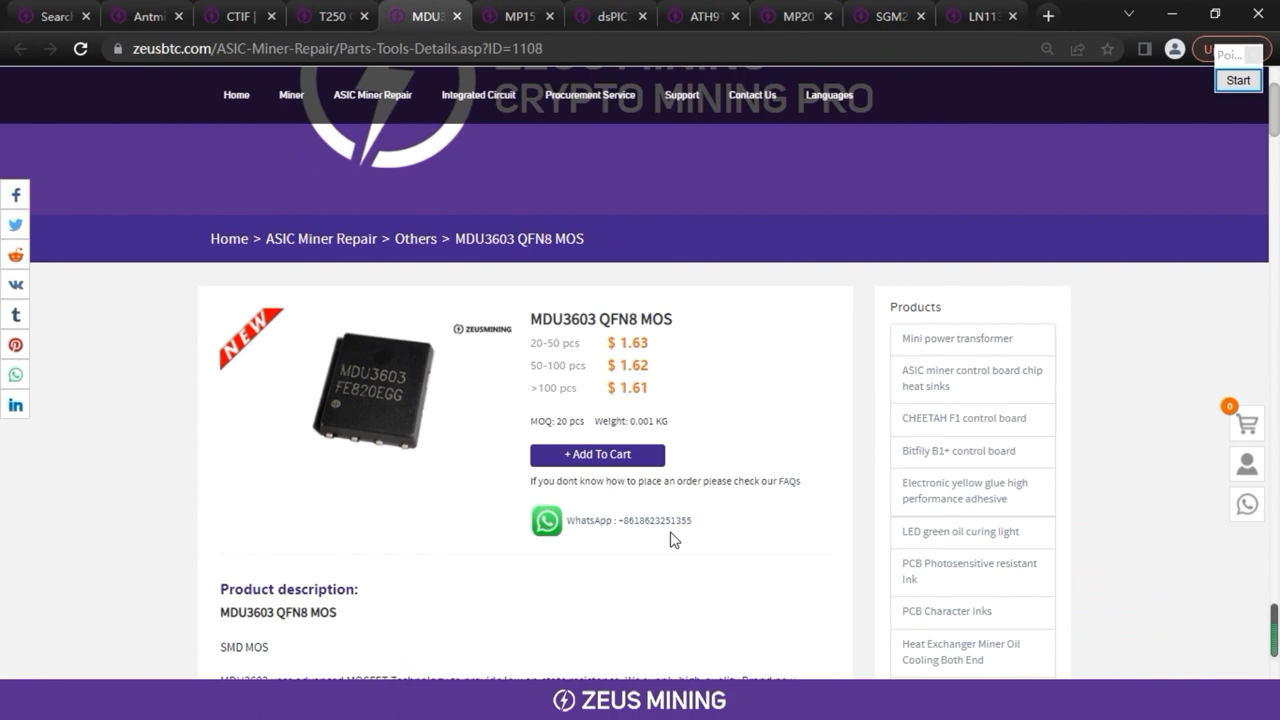 Search
Antmi
CTIF |
T250
MDU
MP15
dsPIC
ATH9
MP20
SGM2
LN11
zeusbtc.com/ASIC-Miner-Repair/Parts-Tools-Details.asp?ID=1108
Poi...
Start
CRYPTO MINING PRO
Home
Miner
ASIC Miner Repair
Integrated Circuit
Procurement Service
Support
Contact Us
Languages
Home > ASIC Miner Repair > Others > MDU3603 QFN8 MOS
NEW
ZEUSMINING
MDU3603
FE820EGG
MDU3603 QFN8 MOS
20-50 pcs $ 1.63
50-100 pcs $ 1.62
>100 pcs $ 1.61
MOQ: 20 pcs Weight: 0.001 KG
+ Add To Cart
If you dont know how to place an order please check our FAQs
WhatsApp : +8618623251355
Product description:
MDU3603 QFN8 MOS
SMD MOS
Products
Mini power transformer
ASIC miner control board chip
heat sinks
CHEETAH F1 control board
Bitfily B1+ control board
Electronic yellow glue high
performance adhesive
LED green oil curing light
PCB Photosensitive resistant
Ink
PCB Character Inks
Heat Exchanger Miner Oil
Cooling Both End
0
ZEUS MINING